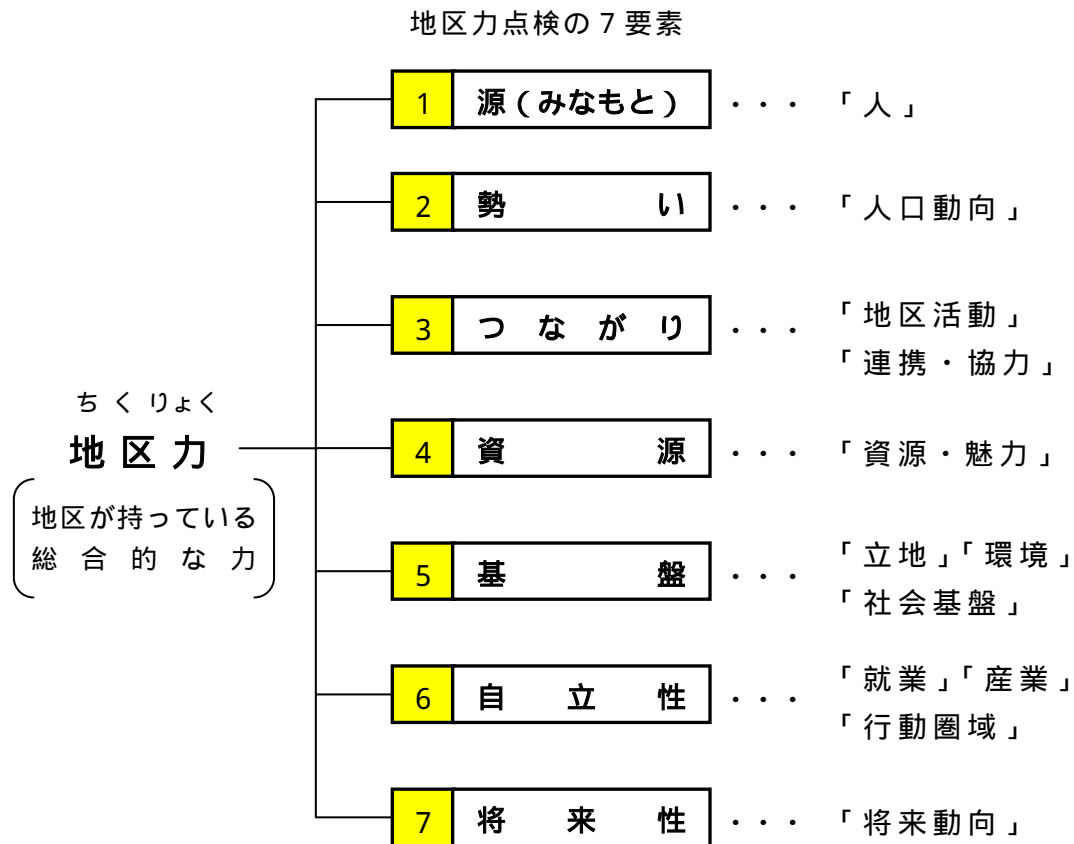 地区力点検の７要素
1 源（みなもと） ・・・ 「人」
2 勢い ・・・ 「人口動向」
3 つながり ・・・ 「地区活動」
「連携・協力」
ちくりょく
地区力
地区が持っている
総合的な力
4 資源 ・・・ 「資源・魅力」
5 基盤 ・・・ 「立地」「環境」
「社会基盤」
6 自立性 ・・・ 「就業」「産業」
「行動圏域」
7 将来性 ・・・ 「将来動向」